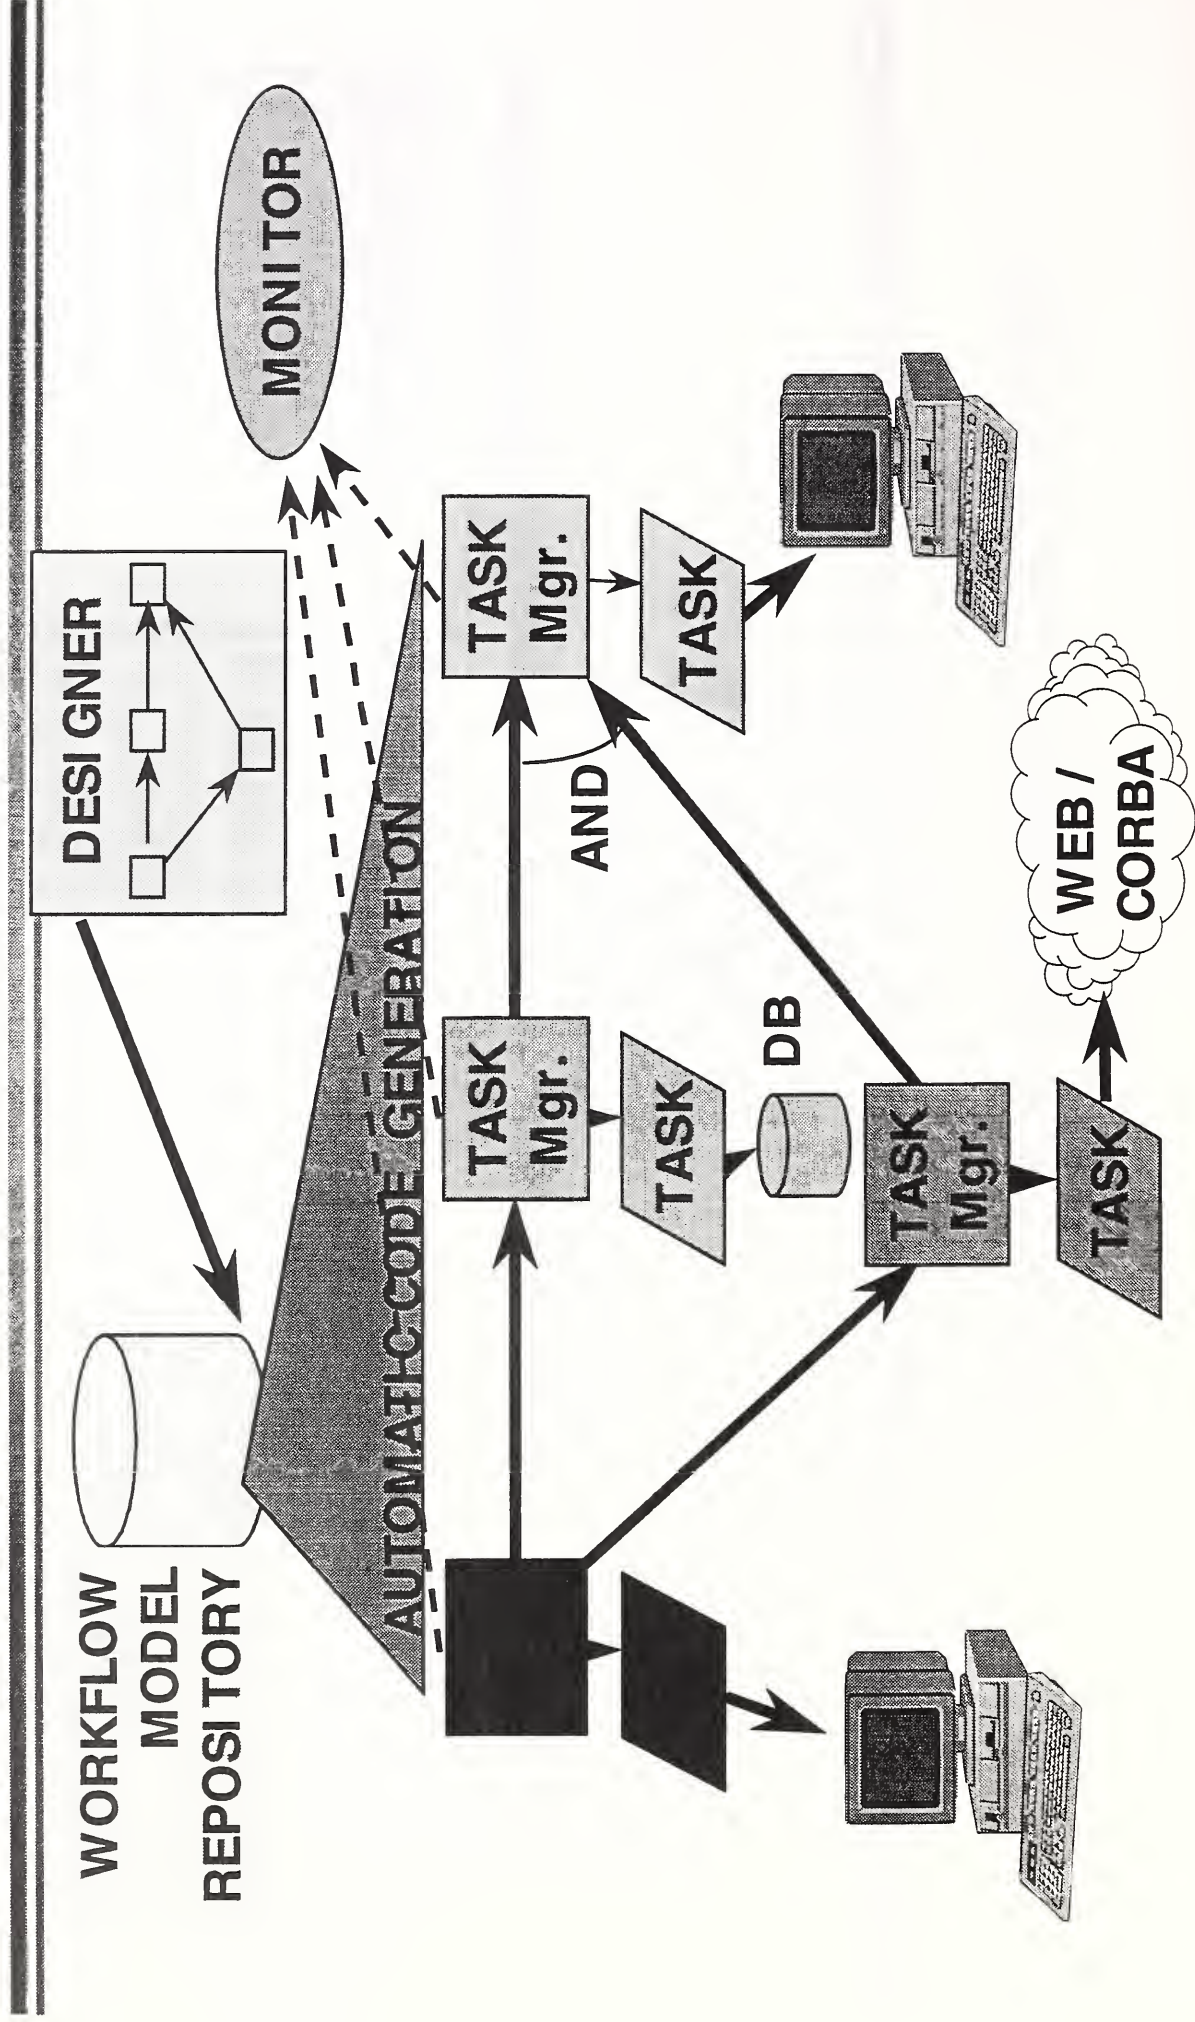 WORKFLOW
MODEL
REPOSITORY
DESIGNER
MONITOR
AUTOMATIC CODE GENERATION
TASK
Mgr.
TASK
Mgr.
AND
TASK
TASK
DB
TASK
Mgr.
TASK
WEB /
CORBA